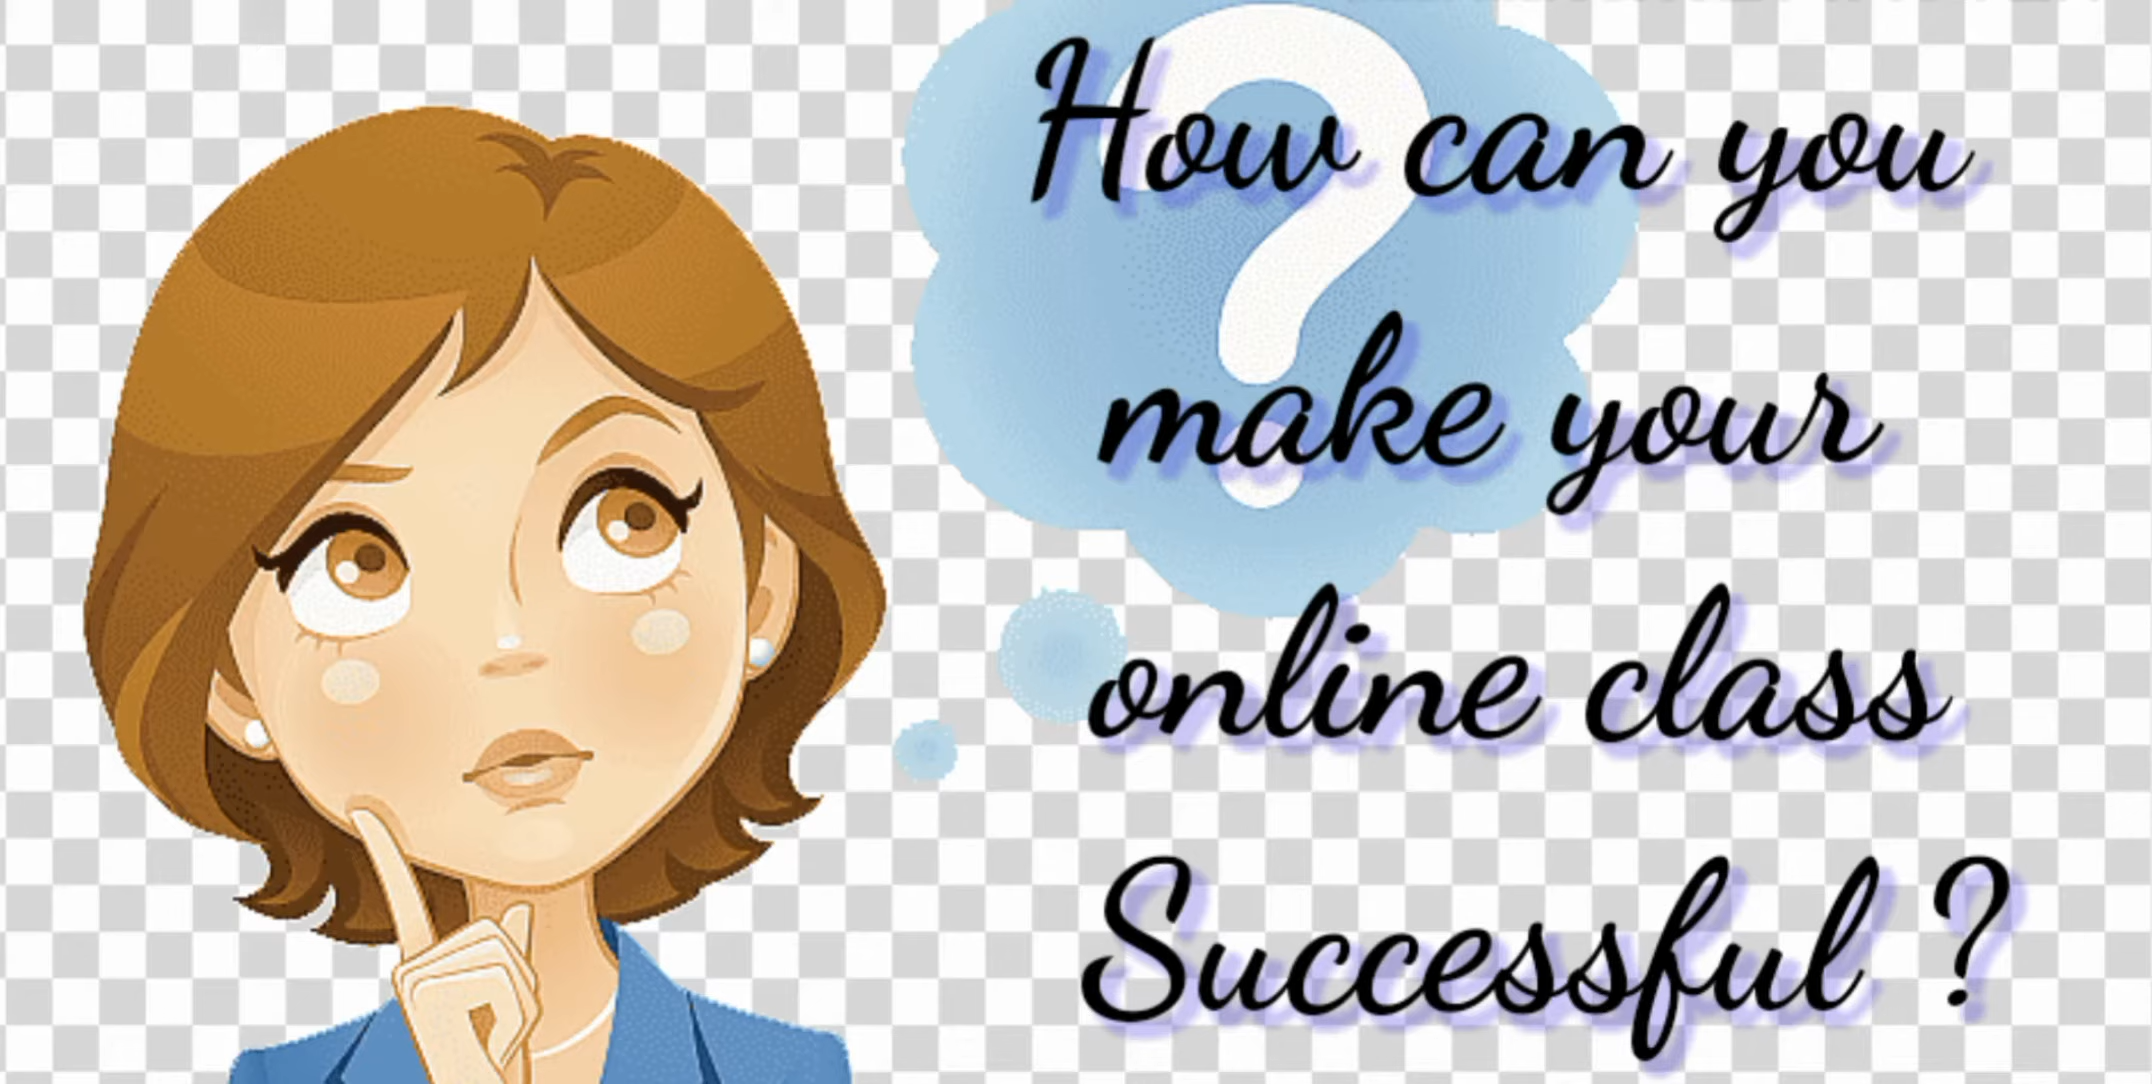 How can you
make your
online class
Successful ?